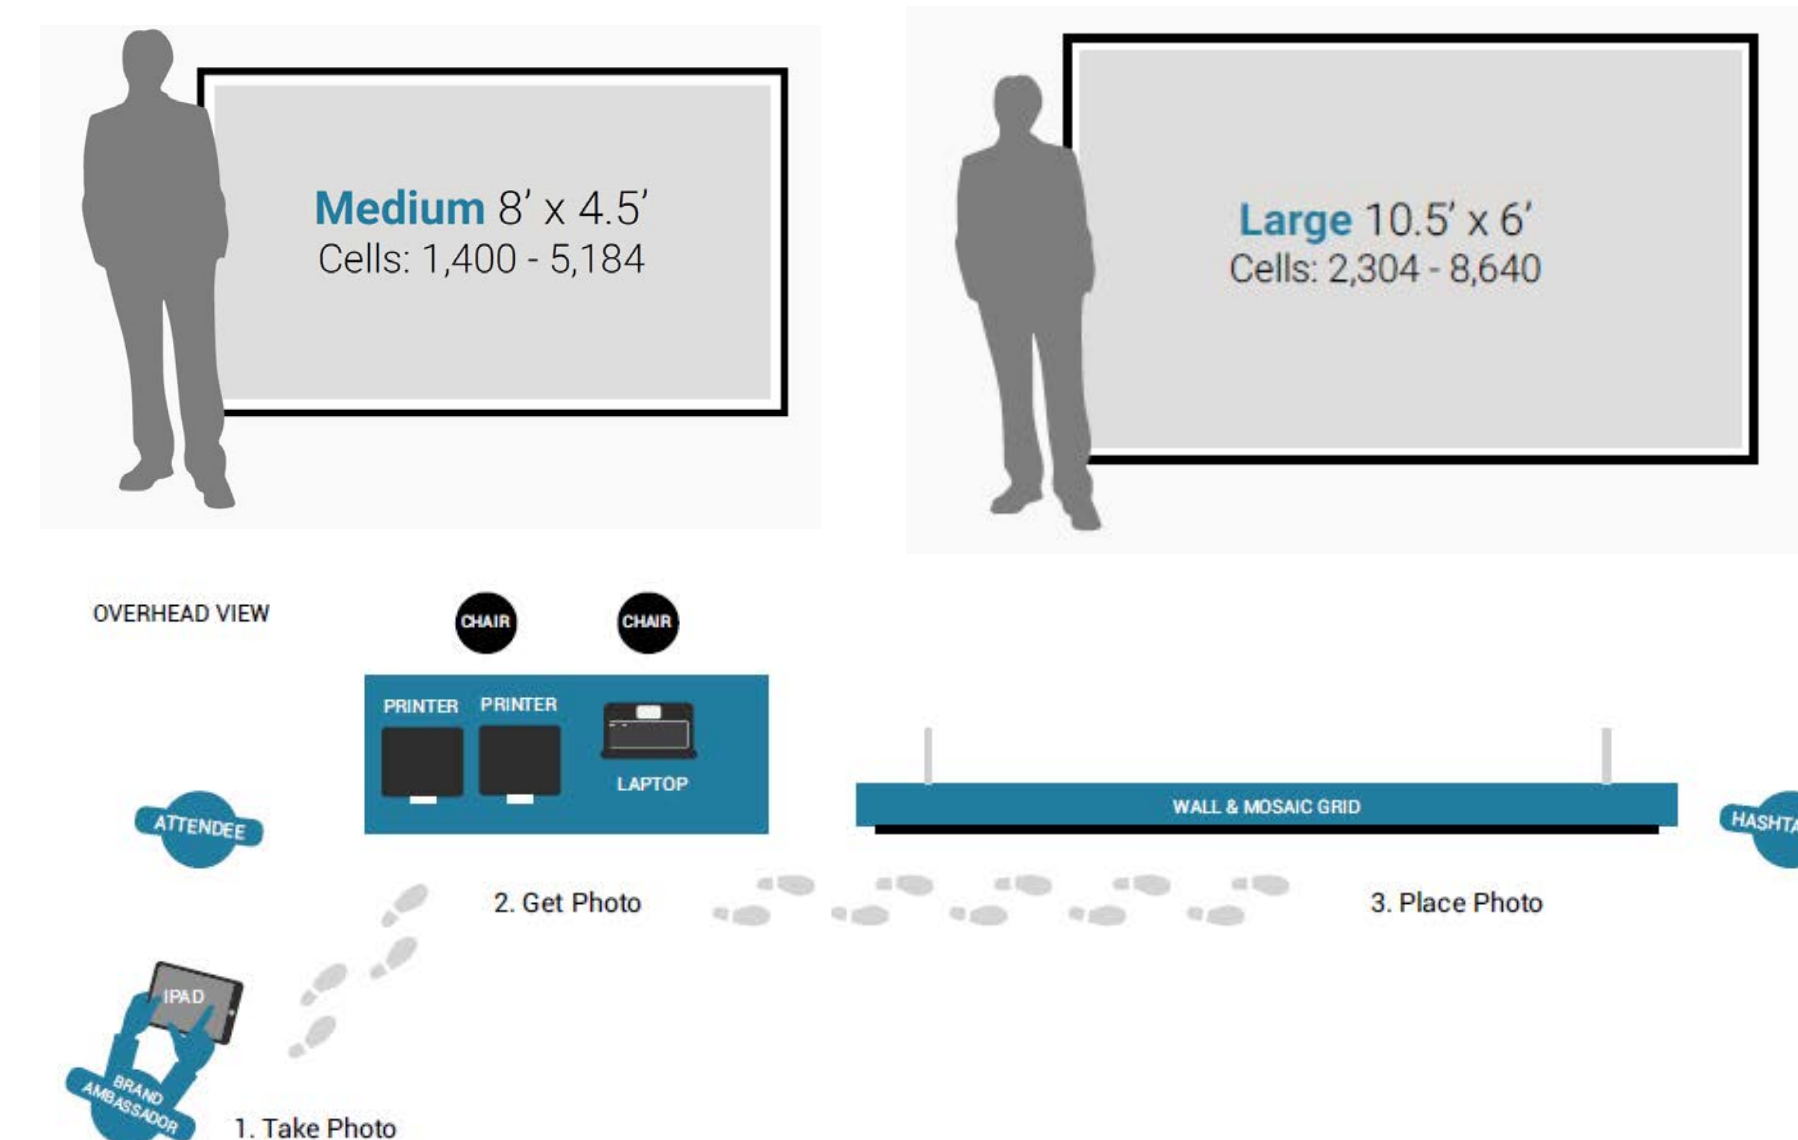 Medium 8’ x 4.5’
Cells: 1,400 - 5,184
Large 10.5’ x 6’
Cells: 2,304 - 8,640
OVERHEAD VIEW
CHAIR
CHAIR
PRINTER
PRINTER
LAPTOP
ATTENDEE
WALL & MOSAIC GRID
HASHTA
2. Get Photo
3. Place Photo
IPAD
BRAND
AMBASSADOR
1. Take Photo